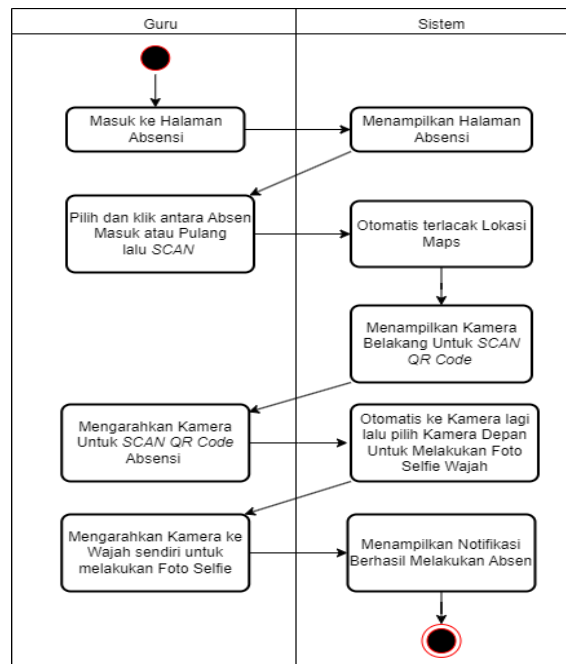 Guru
Sistem
Masuk ke Halaman
Absensi
Menampilkan Halaman
Absensi
Pilih dan klik antara Absen
Masuk atau Pulang
lalu SCAN
Otomatis terlacak Lokasi
Maps
Menampilkan Kamera
Belakang Untuk SCAN
QR Code
Mengarahkan Kamera
Untuk SCAN QR Code
Absensi
Otomatis ke Kamera lagi
lalu pilih Kamera Depan
Untuk Melakukan Foto
Selfie Wajah
Mengarahkan Kamera ke
Wajah sendiri untuk
melakukan Foto Selfie
Menampilkan Notifikasi
Berhasil Melakukan Absen